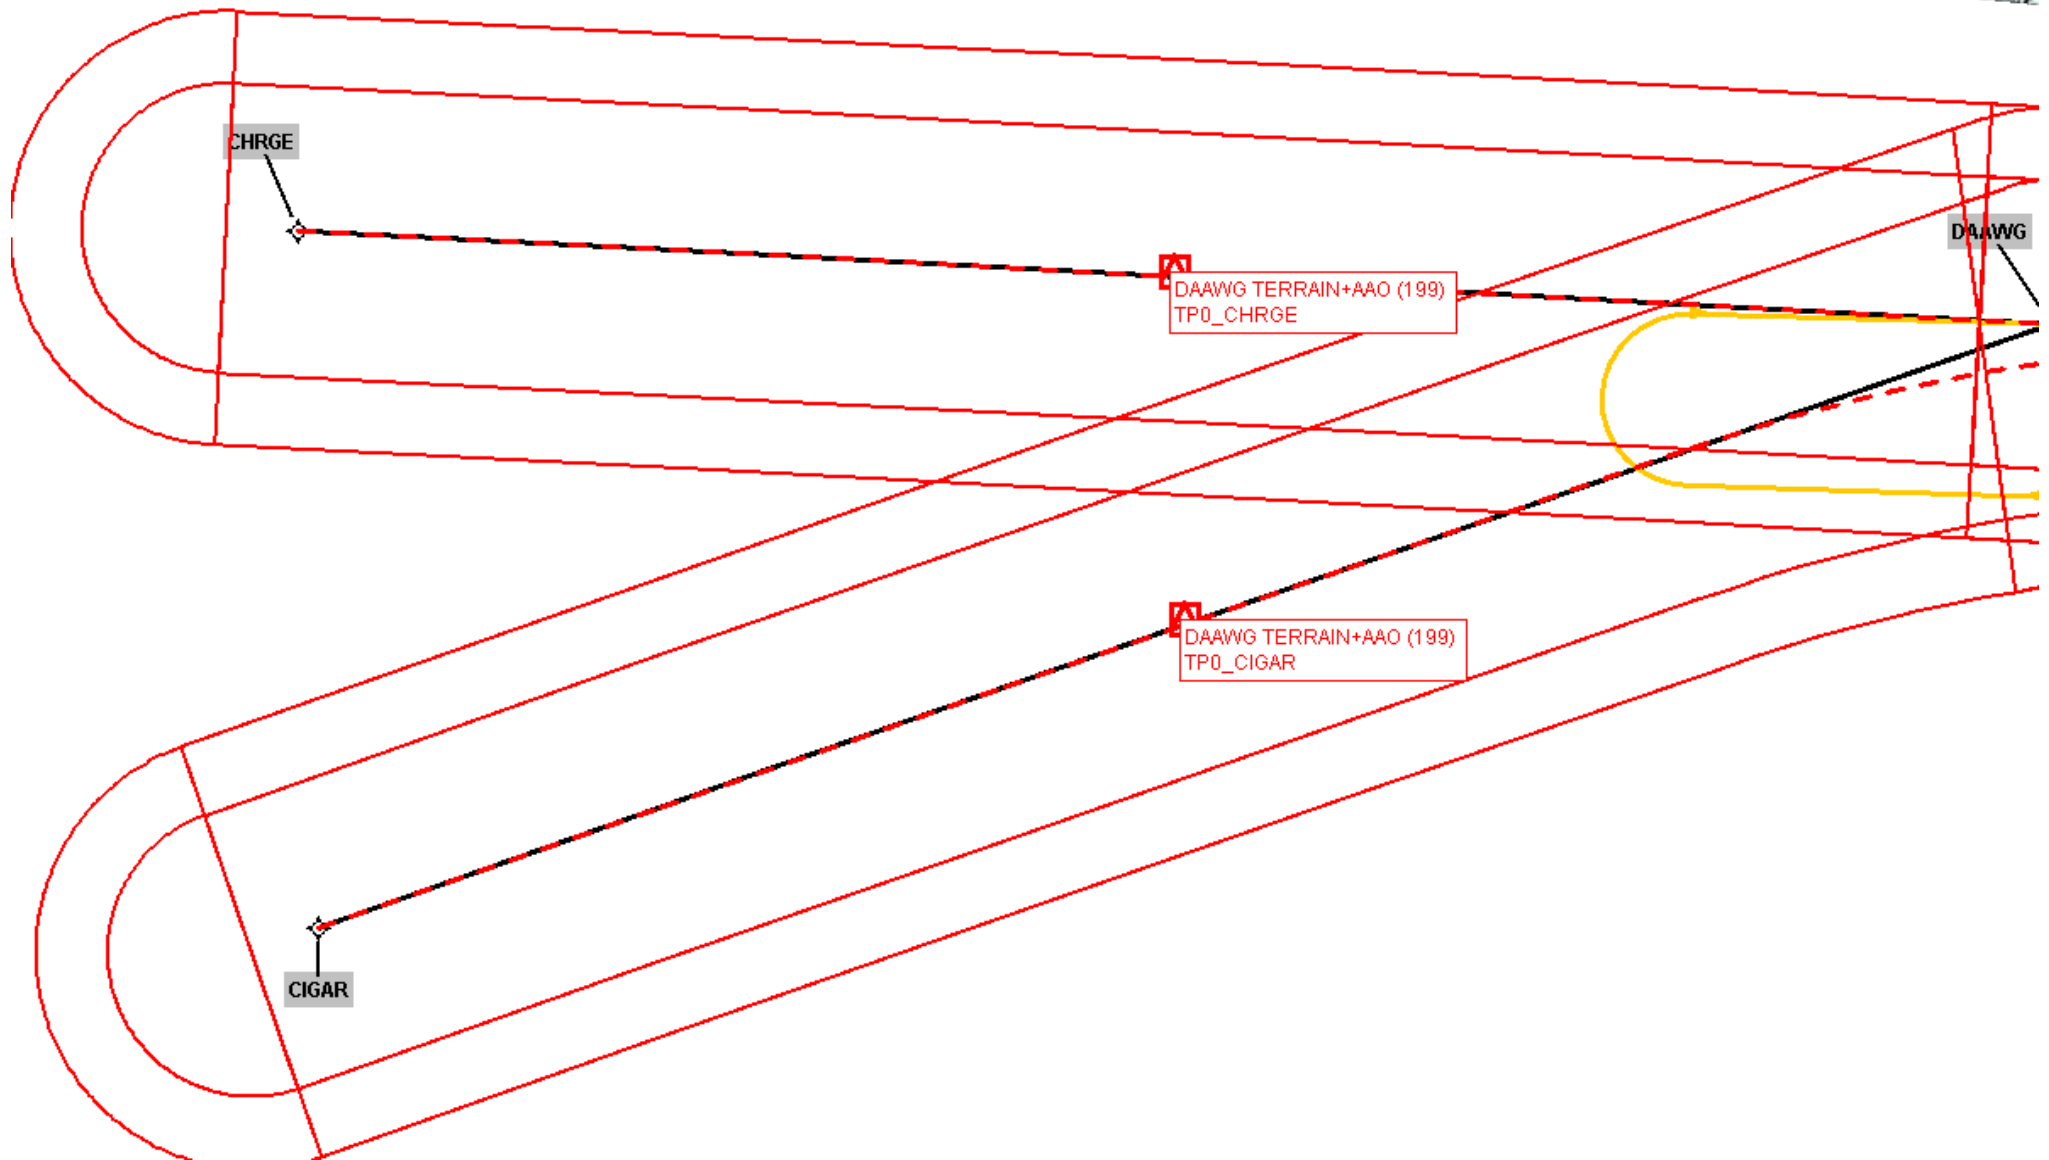 CHRGE
DAAWG
DAAWG TERRAIN+AAO (199)
TP0_CHRGE
DAAWG TERRAIN+AAO (199)
TP0_CIGAR
CIGAR